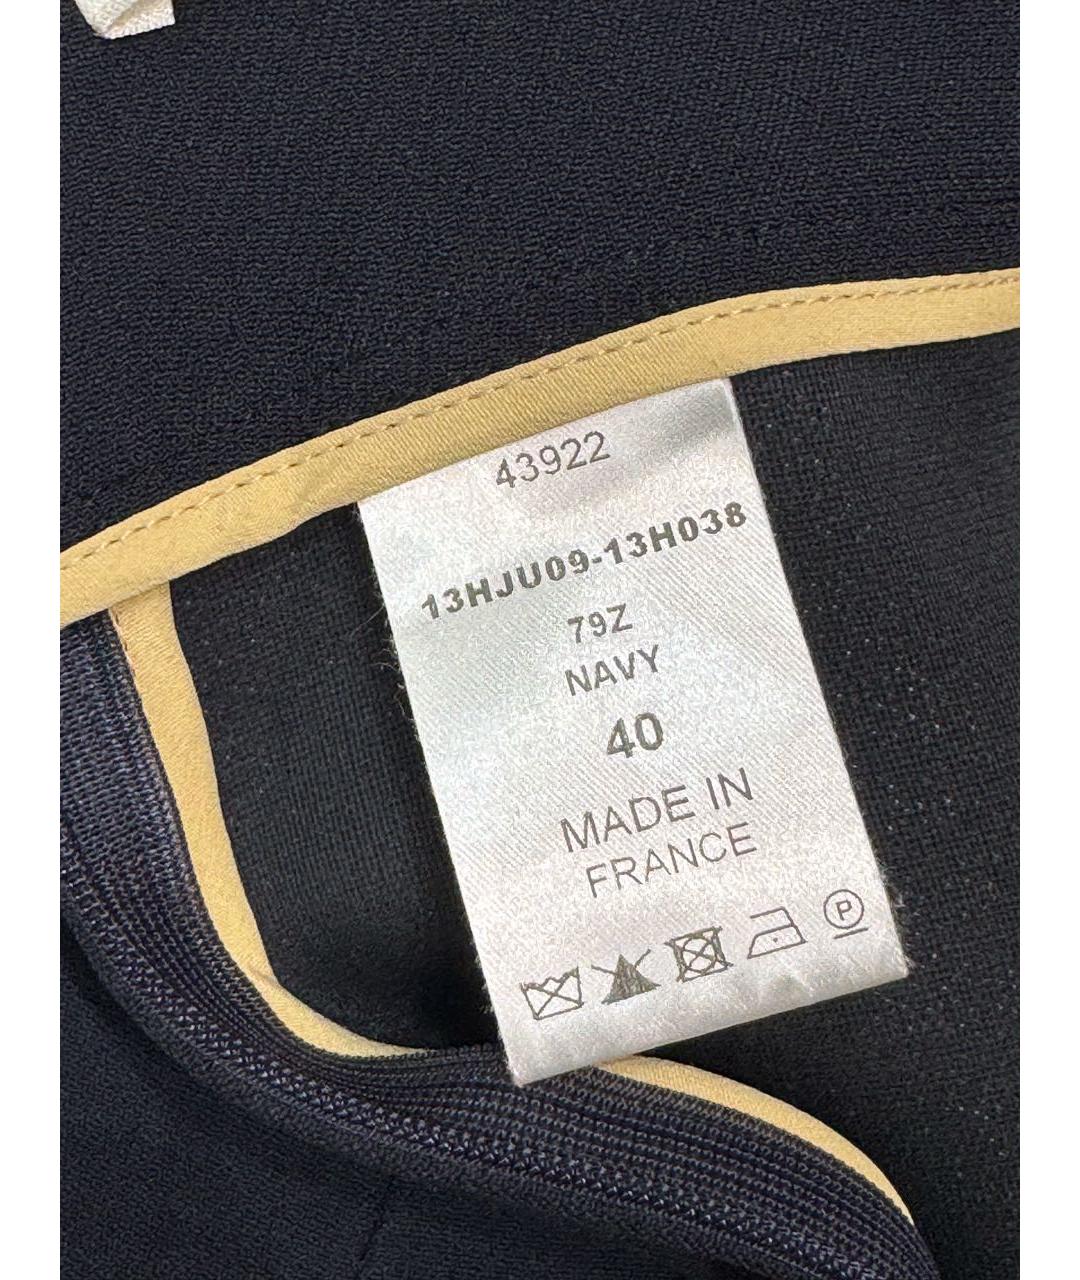 43922
13HJU09-13H038
79Z
NAVY
40
MADE IN
FRANCE
P